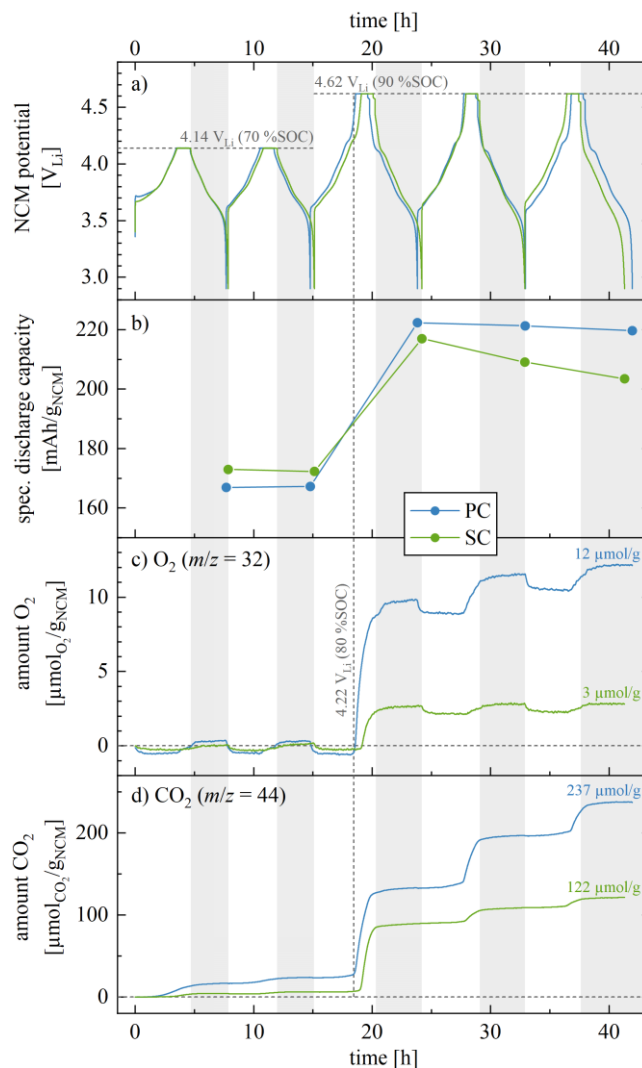 time [h]
0 10 20 30 40
a)
4.62 V_Li (90 %SOC)
4.14 V_Li (70 %SOC)
NCM potential
[V_Li]
4.5
4.0
3.5
3.0
b)
spec. discharge capacity
[mAh/g_NCM]
220
200
180
160
PC
SC
c) O₂ (m/z = 32)
12 µmol/g
amount O₂
[µmol_O₂/g_NCM]
10
5
0
4.22 V_Li (80 %SOC)
3 µmol/g
d) CO₂ (m/z = 44)
237 µmol/g
amount CO₂
[µmol_CO₂/g_NCM]
200
100
0
122 µmol/g
0 10 20 30 40
time [h]